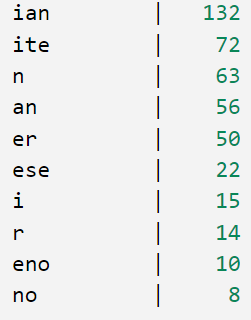 ian | 132
ite | 72
n | 63
an | 56
er | 50
ese | 22
i | 15
r | 14
eno | 10
no | 8